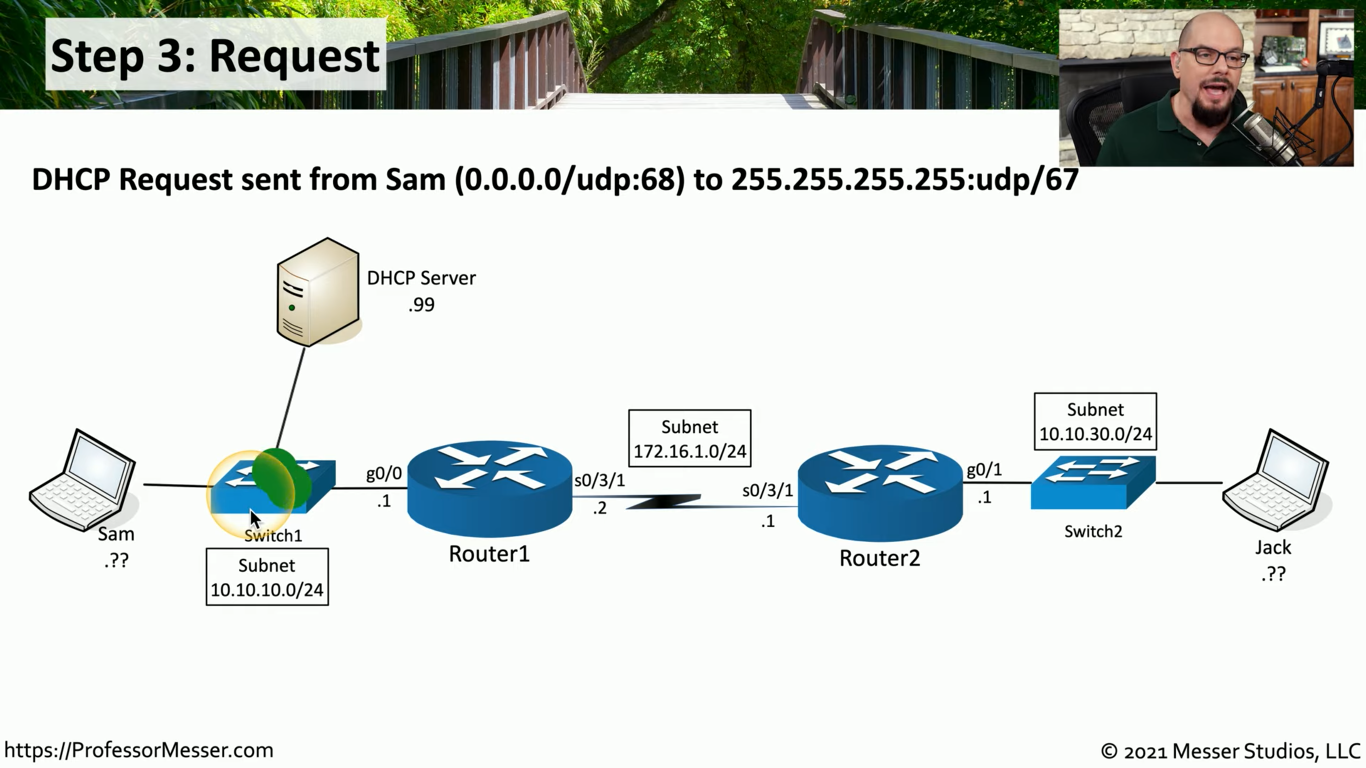 Step 3: Request
DHCP Request sent from Sam (0.0.0.0/udp:68) to 255.255.255.255:udp/67
DHCP Server
.99
Subnet
172.16.1.0/24
Subnet
10.10.30.0/24
g0/0
.1
s0/3/1
.2
s0/3/1
.1
g0/1
.1
Sam
.??
Switch1
Subnet
10.10.10.0/24
Router1
Router2
Switch2
Jack
.??
https://ProfessorMesser.com
© 2021 Messer Studios, LLC